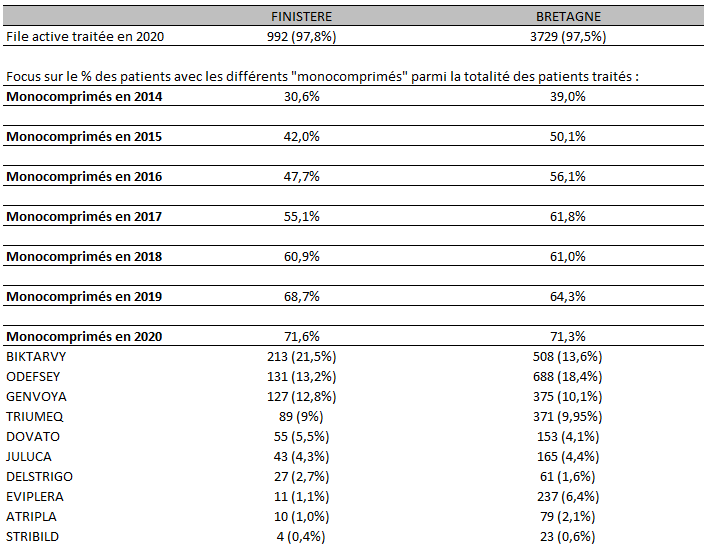 FINISTERE BRETAGNE
File active traitée en 2020 992 (97,8%) 3729 (97,5%)
Focus sur le % des patients avec les différents "monocomprimés" parmi la totalité des patients traités :
Monocomprimés en 2014 30,6% 39,0%
Monocomprimés en 2015 42,0% 50,1%
Monocomprimés en 2016 47,7% 56,1%
Monocomprimés en 2017 55,1% 61,8%
Monocomprimés en 2018 60,9% 61,0%
Monocomprimés en 2019 68,7% 64,3%
Monocomprimés en 2020 71,6% 71,3%
BIKTARVY 213 (21,5%) 508 (13,6%)
ODEFSEY 131 (13,2%) 688 (18,4%)
GENVOYA 127 (12,8%) 375 (10,1%)
TRIUMEQ 89 (9%) 371 (9,95%)
DOVATO 55 (5,5%) 153 (4,1%)
JULUCA 43 (4,3%) 165 (4,4%)
DELSTRIGO 27 (2,7%) 61 (1,6%)
EVIPLERA 11 (1,1%) 237 (6,4%)
ATRIPLA 10 (1,0%) 79 (2,1%)
STRIBILD 4 (0,4%) 23 (0,6%)